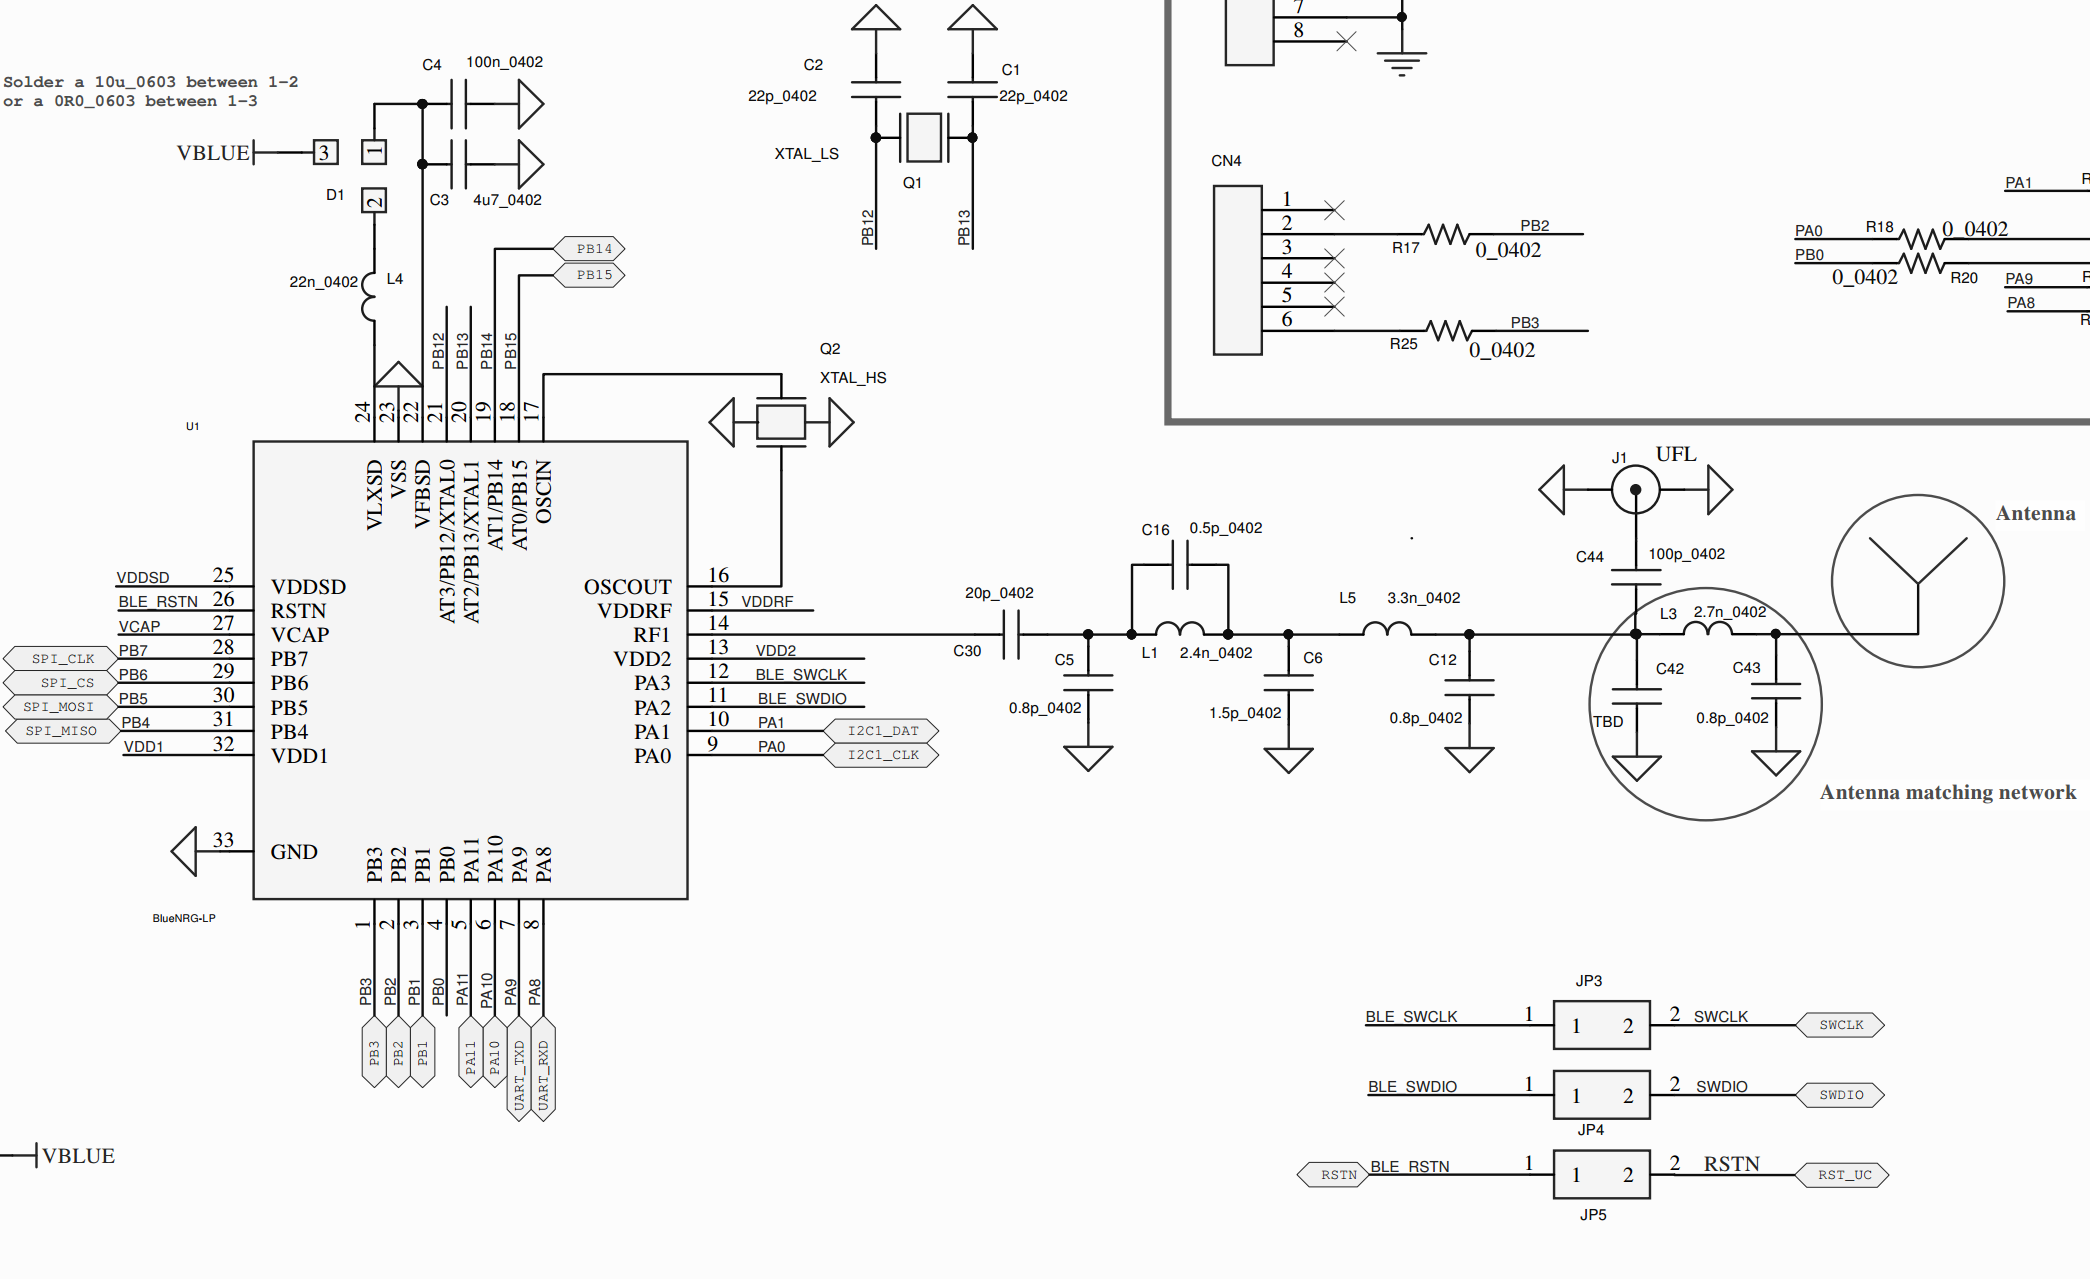 Solder a 10u_0603 between 1-2
or a 0R0_0603 between 1-3
C4
100n_0402
VBLUE
3
1
D1
2
C3
4u7_0402
22n_0402
L4
PB14
PB15
PB12
PB13
PB14
PB15
24
23
22
21
20
19
18
17
C2
22p_0402
C1
22p_0402
XTAL_LS
Q1
PB12
PB13
7
8
CN4
1
2
3
4
5
6
R17
PB2
0_0402
R25
PB3
0_0402
PA1
R
PA0
R18
0_0402
PB0
0_0402
R20
PA9
R
PA8
R
Q2
XTAL_HS
U1
VLXSD
VSS
VFBSD
AT3/PB12/XTAL0
AT2/PB13/XTAL1
AT1/PB14
AT0/PB15
OSCIN
VDDSD 25 VDDSD
BLE_RSTN 26 RSTN
VCAP 27 VCAP
SPI_CLK PB7 28 PB7
SPI_CS PB6 29 PB6
SPI_MOSI PB5 30 PB5
SPI_MISO PB4 31 PB4
VDD1 32 VDD1
33 GND
OSCOUT 16
VDDRF 15 VDDRF
RF1 14
VDD2 13 VDD2
PA3 12 BLE_SWCLK
PA2 11 BLE_SWDIO
PA1 10 PA1 I2C1_DAT
PA0 9 PA0 I2C1_CLK
PB3
PB2
PB1
PB0
PA11
PA10
PA9
PA8
BlueNRG-LP
1
2
3
4
5
6
7
8
PB3
PB2
PB1
PB0
PA11
PA10
PA9
PA8
PB3
PB2
PB1
PA11
PA10
UART_TXD
UART_RXD
VBLUE
20p_0402
C30
C5
0.8p_0402
C16
0.5p_0402
L1
2.4n_0402
C6
1.5p_0402
L5
3.3n_0402
C12
0.8p_0402
J1
UFL
C44
100p_0402
L3
2.7n_0402
C42
TBD
C43
0.8p_0402
Antenna
Antenna matching network
JP3
BLE_SWCLK 1 1 2 2 SWCLK SWCLK
BLE_SWDIO 1 1 2 2 SWDIO SWDIO
JP4
RSTN BLE_RSTN 1 1 2 2 RSTN RST_UC
JP5